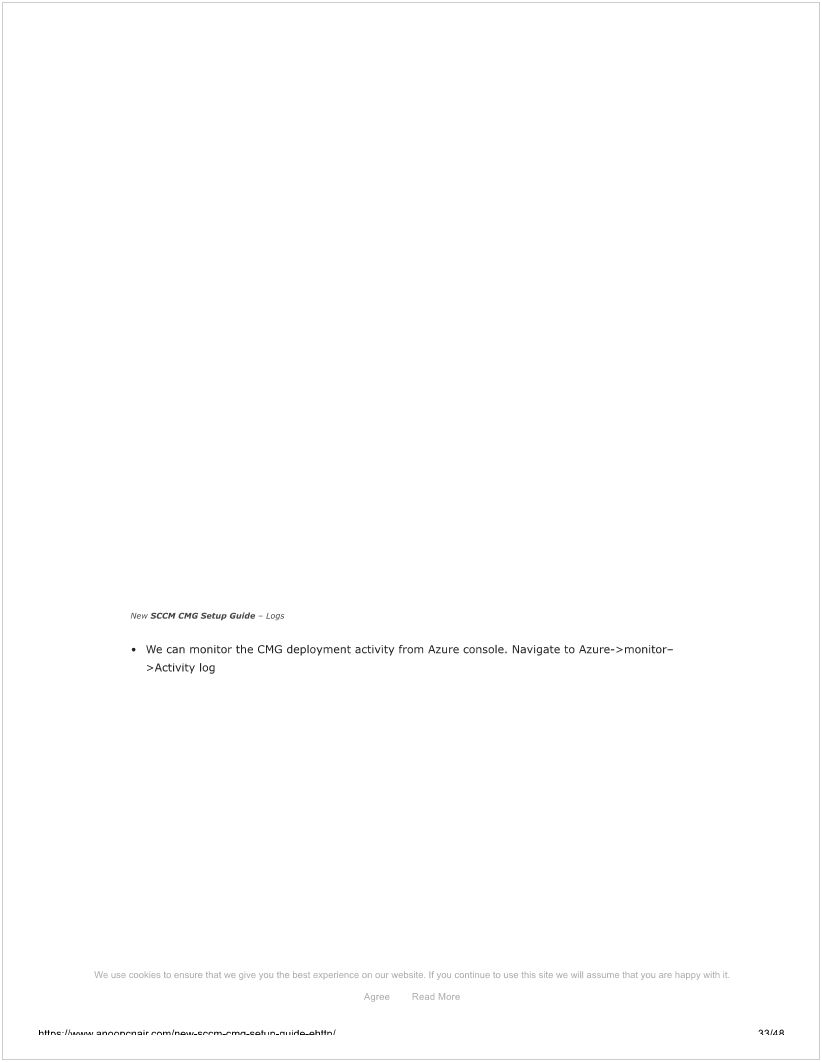 New SCCM CMG Setup Guide – Logs
• We can monitor the CMG deployment activity from Azure console. Navigate to Azure->monitor–
>Activity log
We use cookies to ensure that we give you the best experience on our website. If you continue to use this site we will assume that you are happy with it.
Agree Read More
https://www.anoopcnair.com/new-sccm-cmg-setup-guide-ehttp/ 33/48